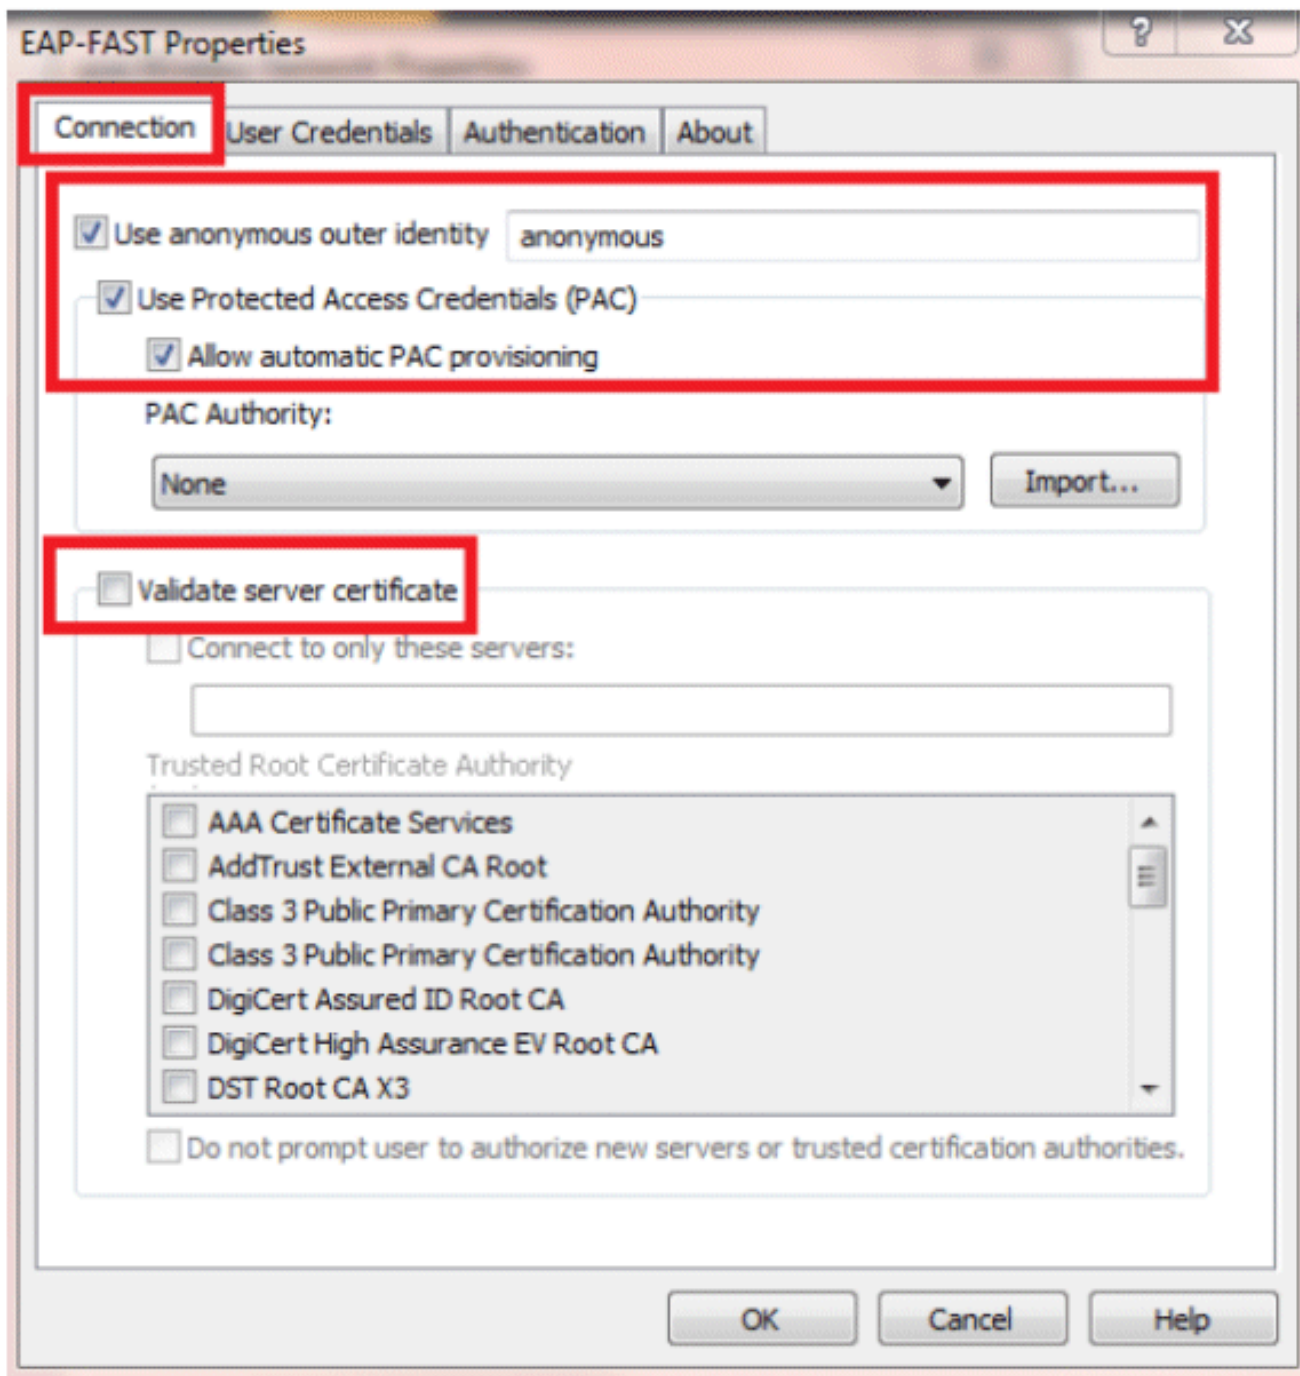 EAP-FAST Properties
Connection User Credentials Authentication About
Use anonymous outer identity anonymous
Use Protected Access Credentials (PAC)
Allow automatic PAC provisioning
PAC Authority:
None Import...
Validate server certificate
Connect to only these servers:
Trusted Root Certificate Authority
AAA Certificate Services
AddTrust External CA Root
Class 3 Public Primary Certification Authority
Class 3 Public Primary Certification Authority
DigiCert Assured ID Root CA
DigiCert High Assurance EV Root CA
DST Root CA X3
Do not prompt user to authorize new servers or trusted certification authorities.
OK Cancel Help